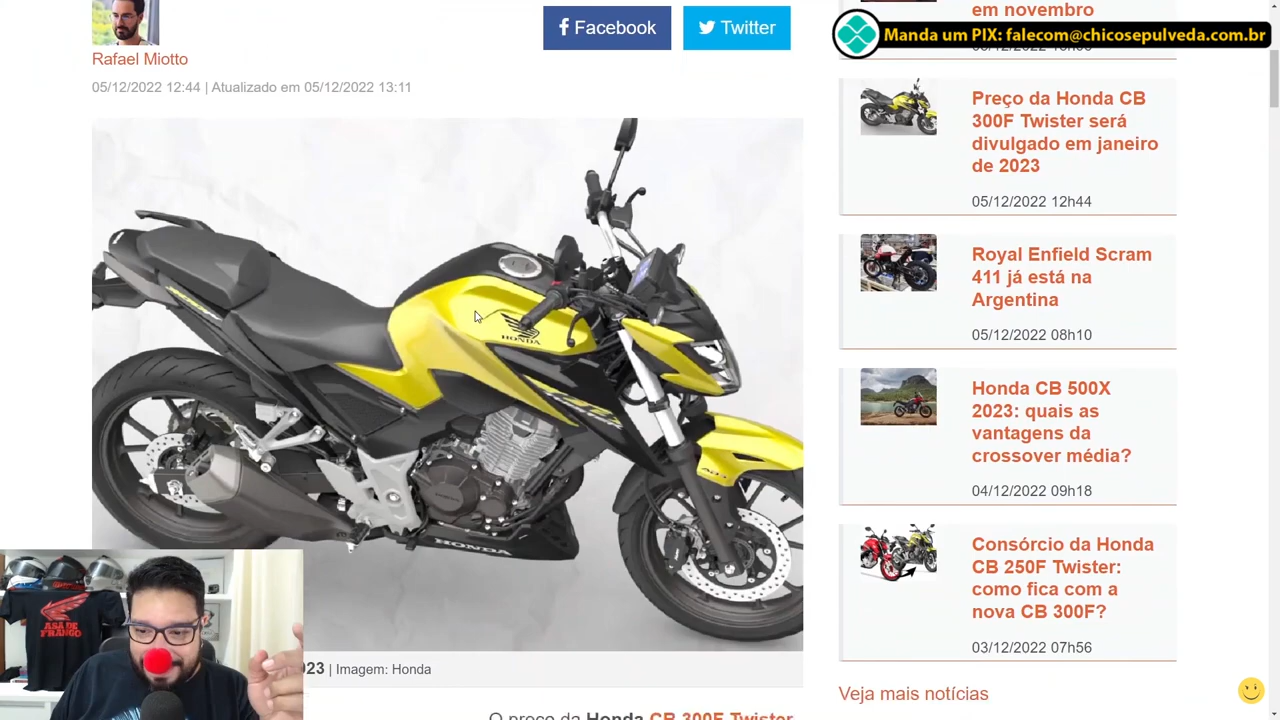 em novembro
Facebook
Twitter
Manda um PIX: falecom@chicosepulveda.com.br
Rafael Miotto
05/12/2022 12:44 | Atualizado em 05/12/2022 13:11
HONDA
HONDA
ASA DE
FRANGO
023 | Imagem: Honda
O preço da Honda CB 300F Twister
Preço da Honda CB
300F Twister será
divulgado em janeiro
de 2023
05/12/2022 12h44
Royal Enfield Scram
411 já está na
Argentina
05/12/2022 08h10
Honda CB 500X
2023: quais as
vantagens da
crossover média?
04/12/2022 09h18
Consórcio da Honda
CB 250F Twister:
como fica com a
nova CB 300F?
03/12/2022 07h56
Veja mais notícias